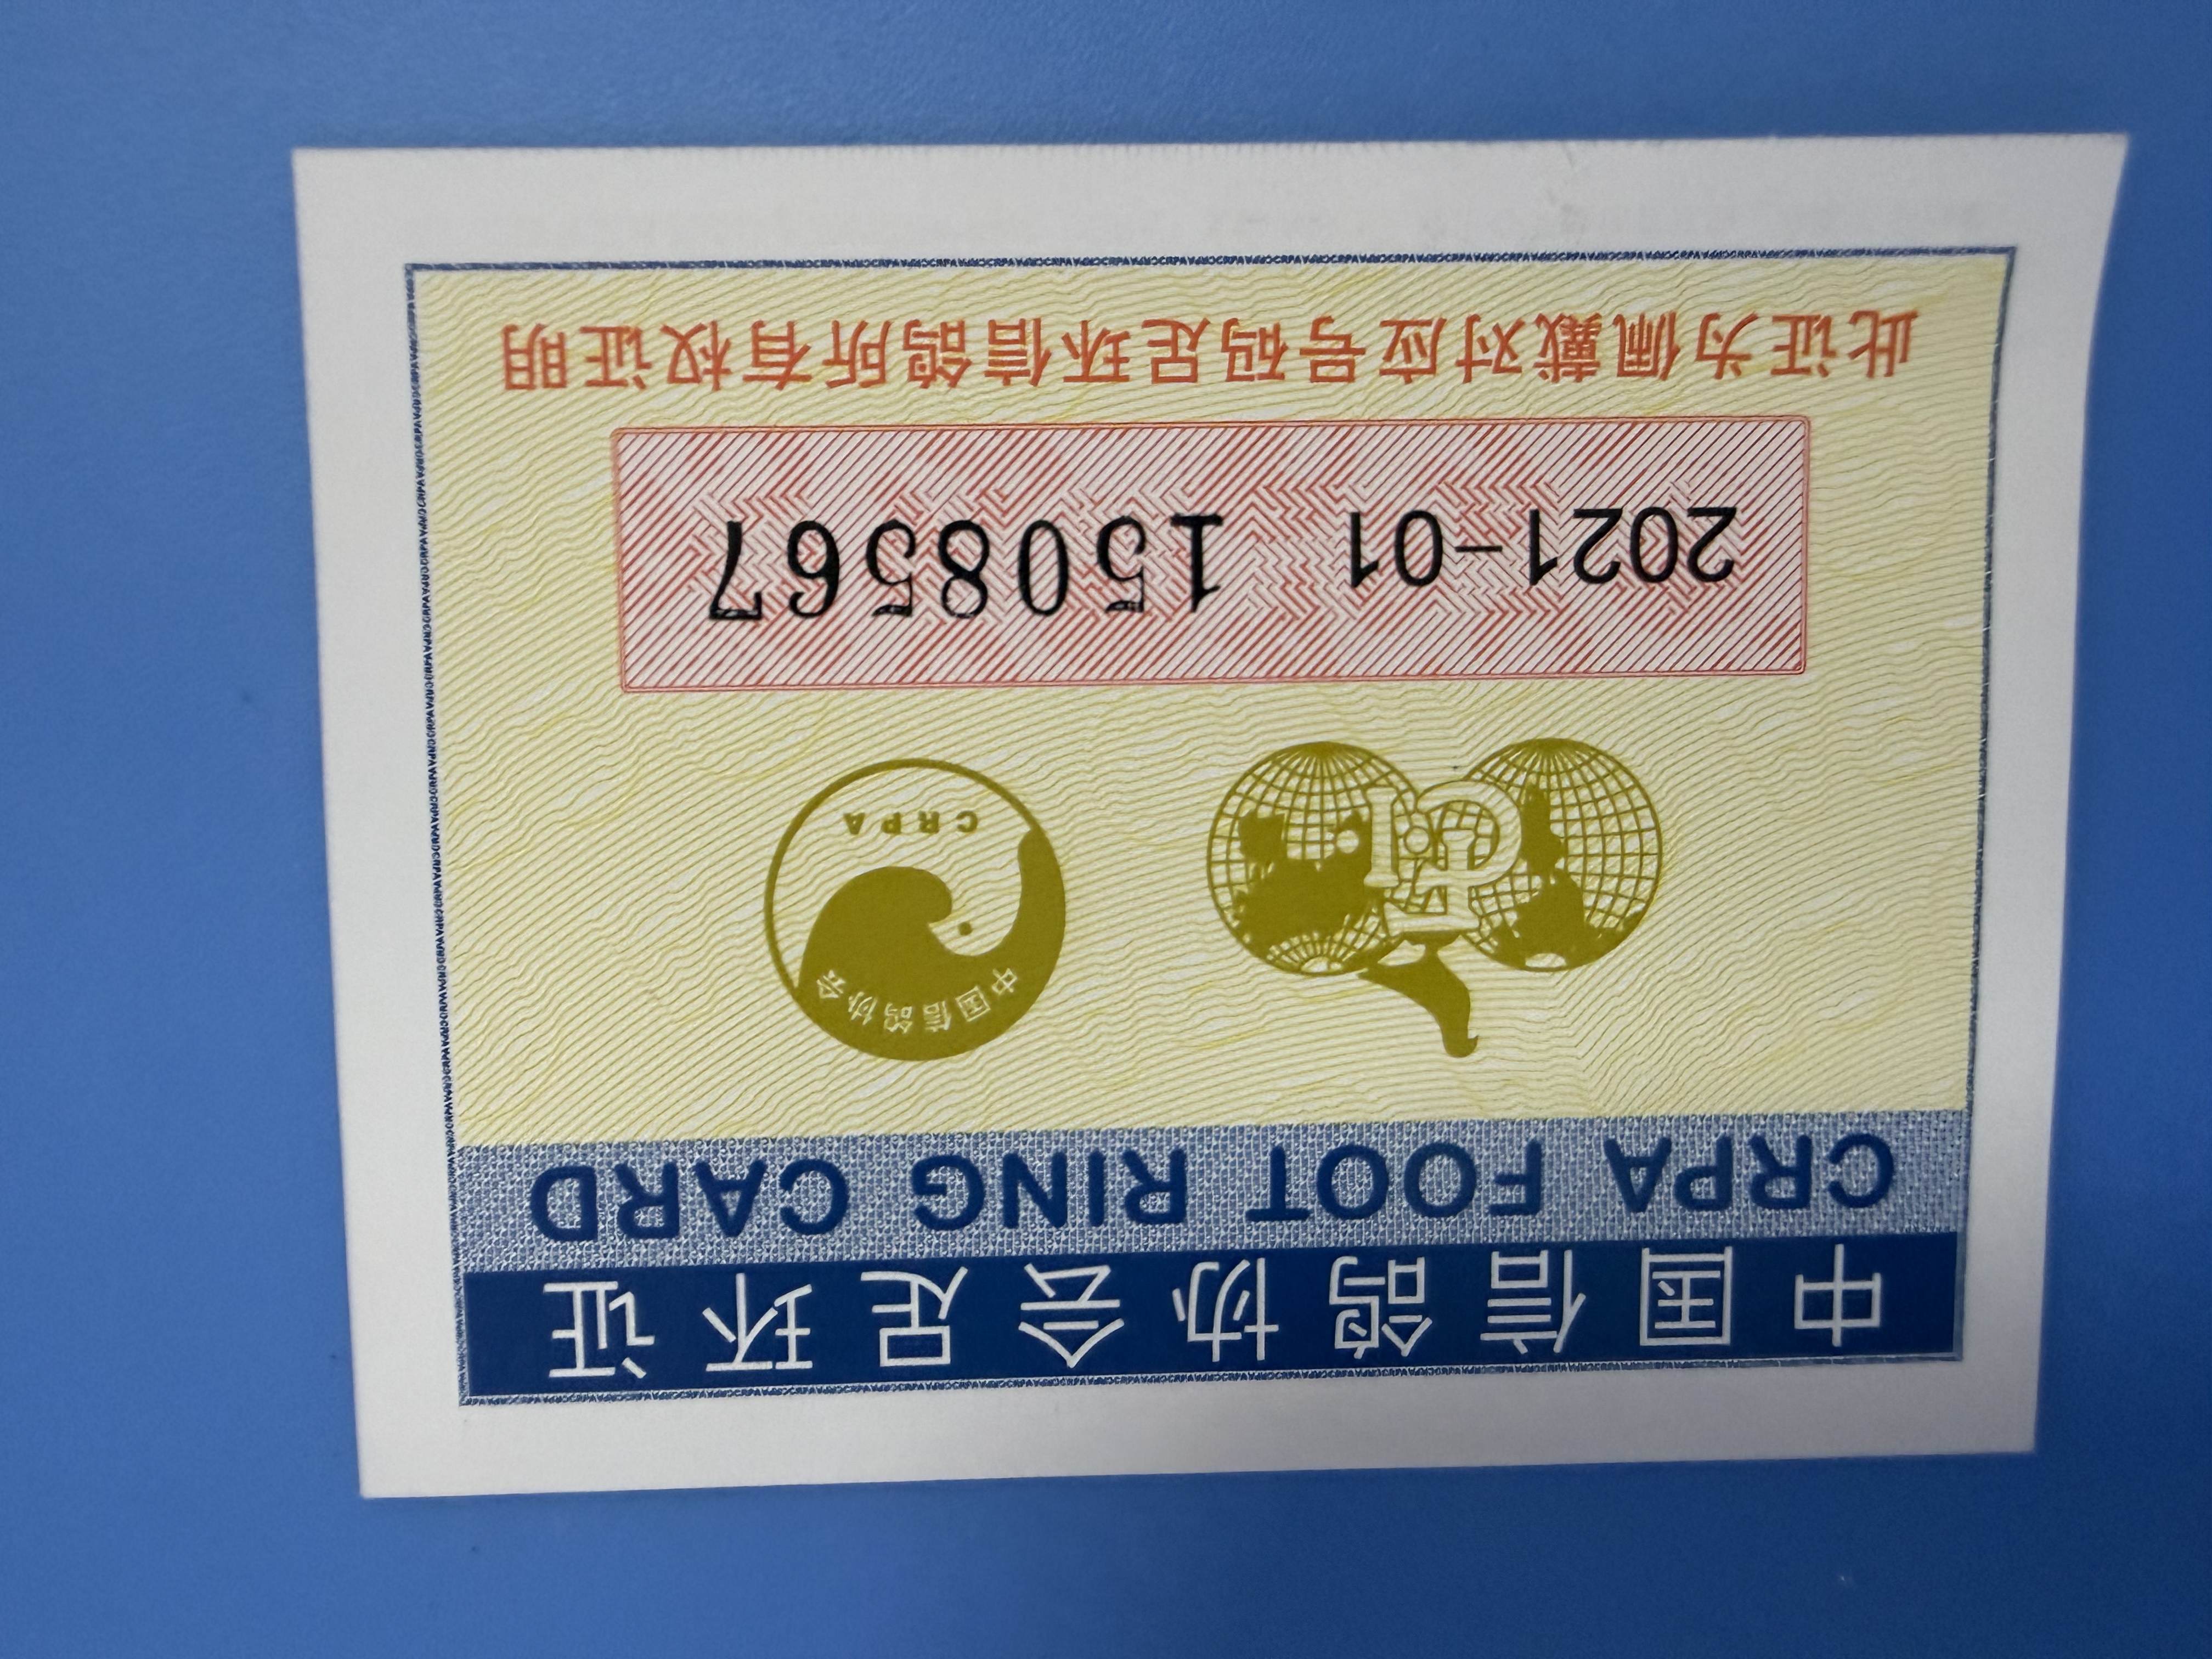 中国信鸽协会足环证
CRPA FOOT RING CARD
中国信鸽协会
CRPA
2021-01 1508567
此证为佩戴对应号码足环信鸽所有权证明